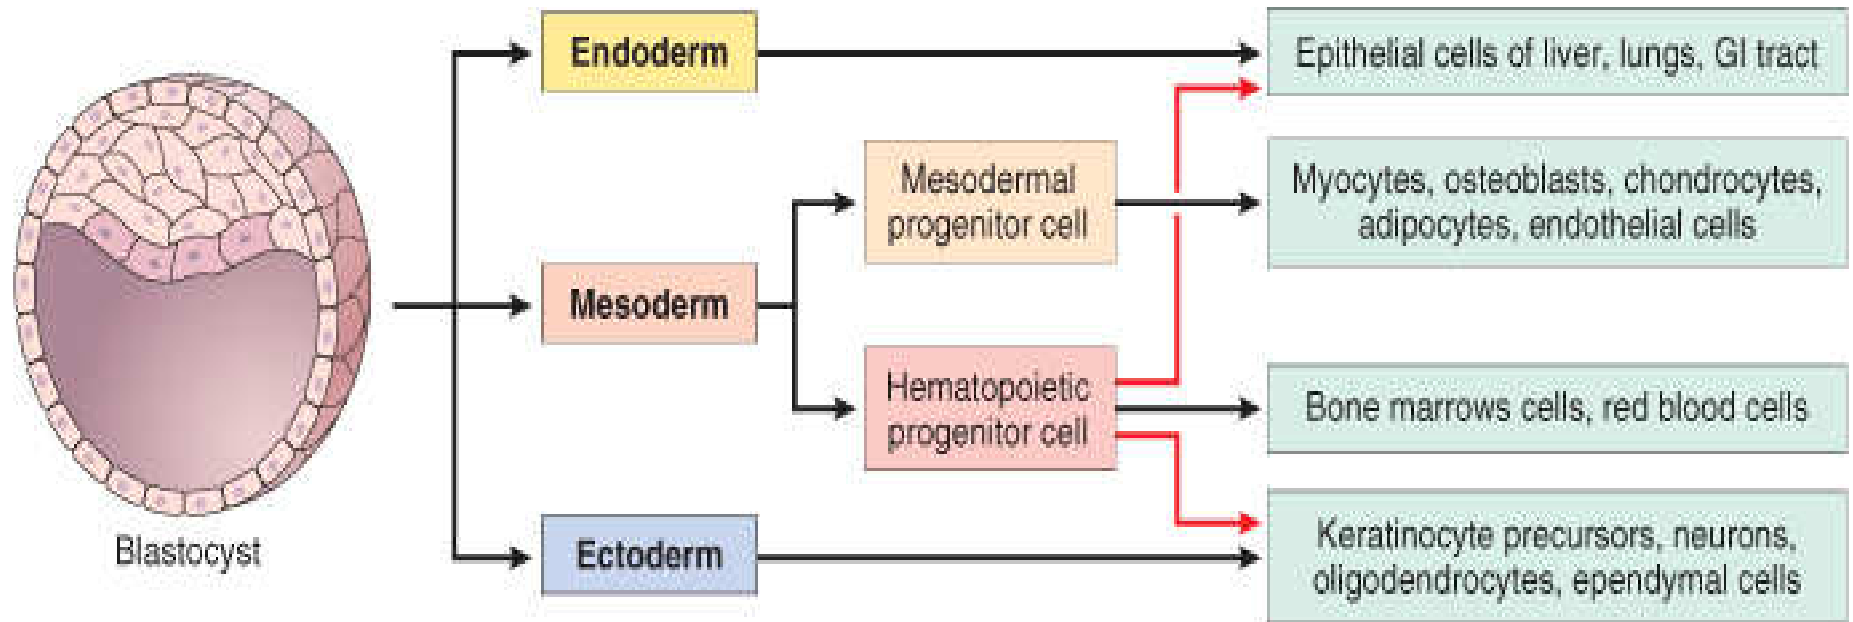 Blastocyst
Endoderm
Mesoderm
Ectoderm
Mesodermal
progenitor cell
Hematopoietic
progenitor cell
Epithelial cells of liver, lungs, GI tract
Myocytes, osteoblasts, chondrocytes,
adipocytes, endothelial cells
Bone marrows cells, red blood cells
Keratinocyte precursors, neurons,
oligodendrocytes, ependymal cells